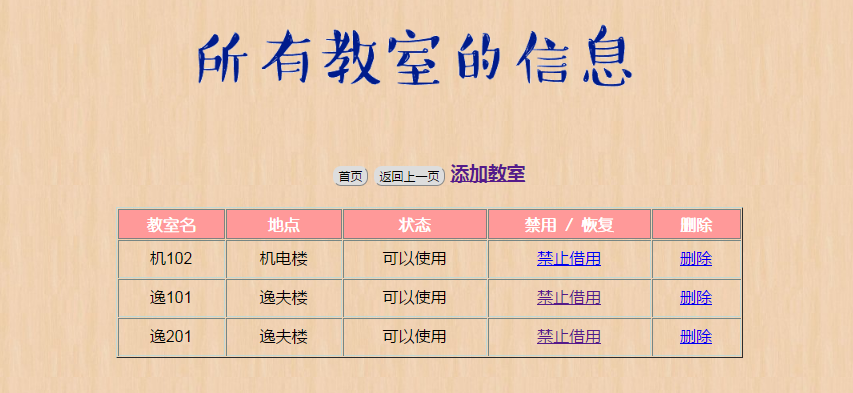 所有教室的信息
首页 返回上一页 添加教室
教室名 地点 状态 禁用 / 恢复 删除
机102 机电楼 可以使用 禁止借用 删除
逸101 逸夫楼 可以使用 禁止借用 删除
逸201 逸夫楼 可以使用 禁止借用 删除